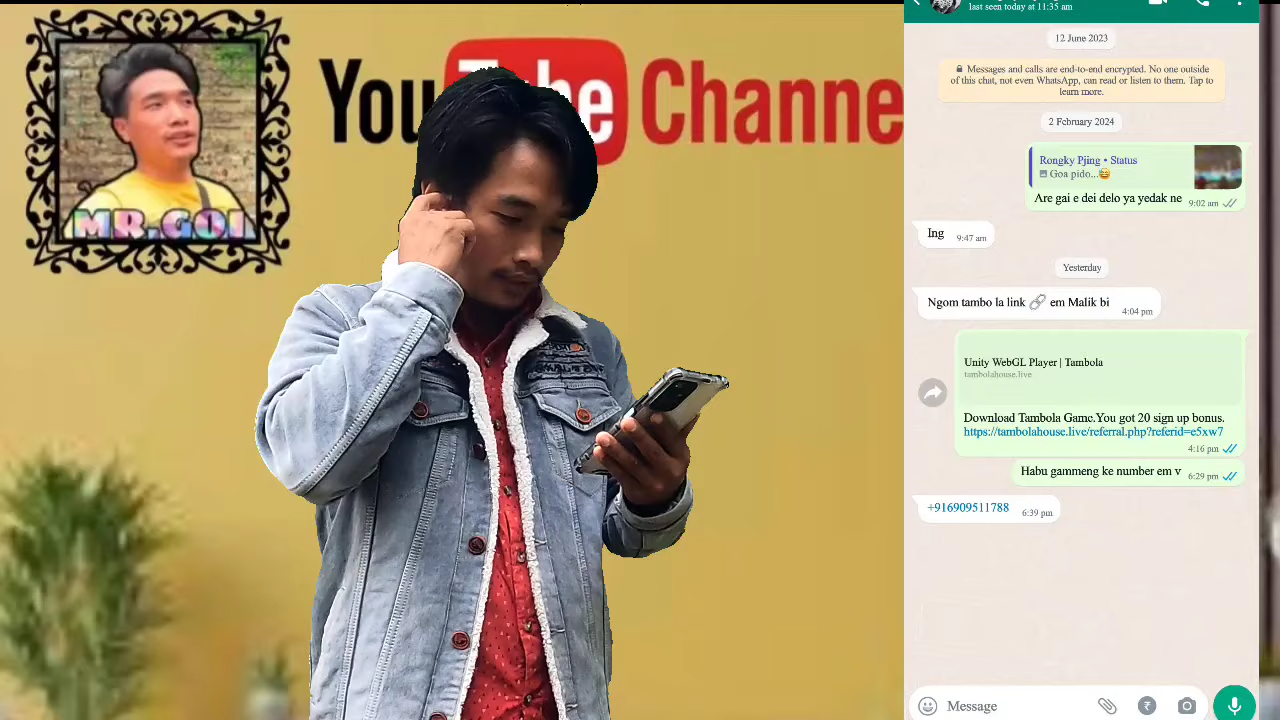 MR.GOI
YouTube Channe
last seen today at 11:35 am
12 June 2023
Messages and calls are end-to-end encrypted. No one outside
of this chat, not even WhatsApp, can read or listen to them. Tap to
learn more.
2 February 2024
Rongky Pjing • Status
Goa pido...😋
Are gai e dei delo ya yedak ne 9:02 am
Ing 9:47 am
Yesterday
Ngom tambo la link 🔗 em Malik bi 4:04 pm
Unity WebGL Player | Tambola
tambolahouse.live
Download Tambola Game.You got 20 sign up bonus.
https://tambolahouse.live/referral.php?referid=e5xw7
4:16 pm
Habu gammeng ke number em v 6:29 pm
+916909511788 6:39 pm
Message